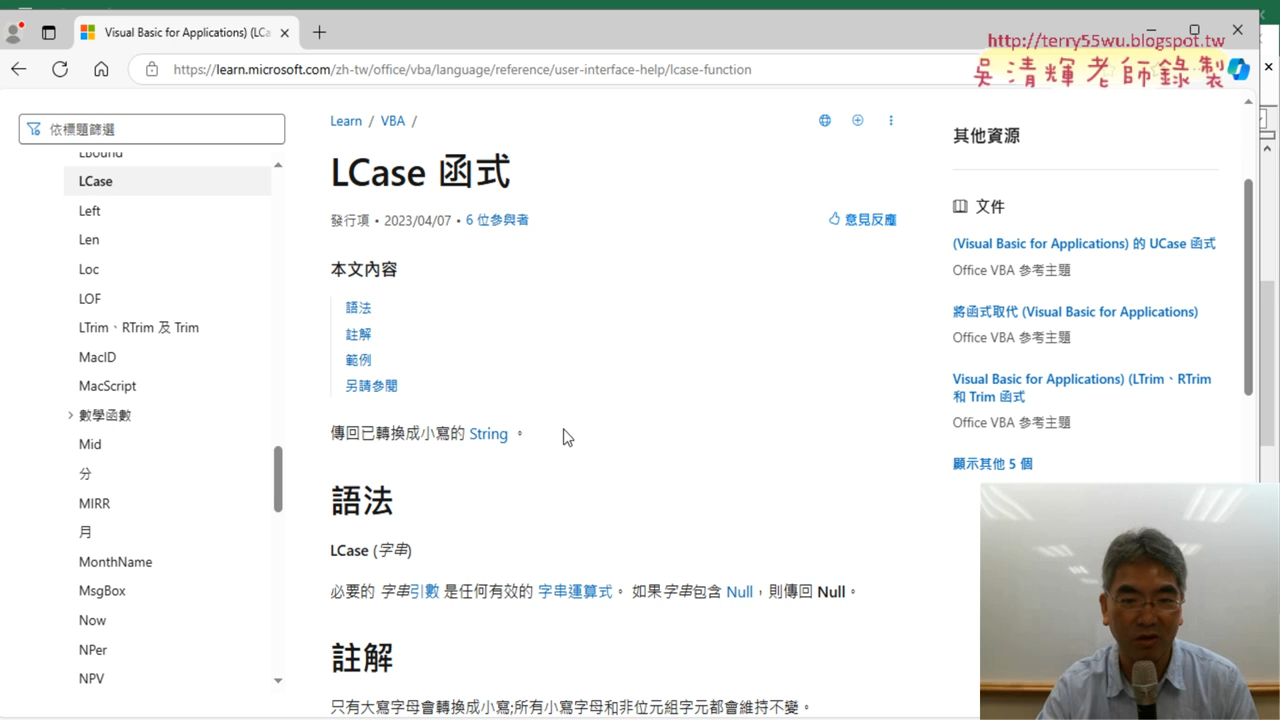 Visual Basic for Applications) (LCa
http://terry55wu.blogspot.tw
吳清輝老師錄製
https://learn.microsoft.com/zh-tw/office/vba/language/reference/user-interface-help/lcase-function
依標題篩選
LBound
LCase
Left
Len
Loc
LOF
LTrim、RTrim 及 Trim
MacID
MacScript
數學函數
Mid
分
MIRR
月
MonthName
MsgBox
Now
NPer
NPV
Learn / VBA /
LCase 函式
發行項 • 2023/04/07 • 6 位參與者
意見反應
本文內容
語法
註解
範例
另請參閱
傳回已轉換成小寫的 String 。
語法
LCase (字串)
必要的 字串引數 是任何有效的 字串運算式。 如果字串包含 Null，則傳回 Null。
註解
只有大寫字母會轉換成小寫;所有小寫字母和非位元組字元都會維持不變。
其他資源
文件
(Visual Basic for Applications) 的 UCase 函式
Office VBA 參考主題
將函式取代 (Visual Basic for Applications)
Office VBA 參考主題
Visual Basic for Applications) (LTrim、RTrim
和 Trim 函式
Office VBA 參考主題
顯示其他 5 個